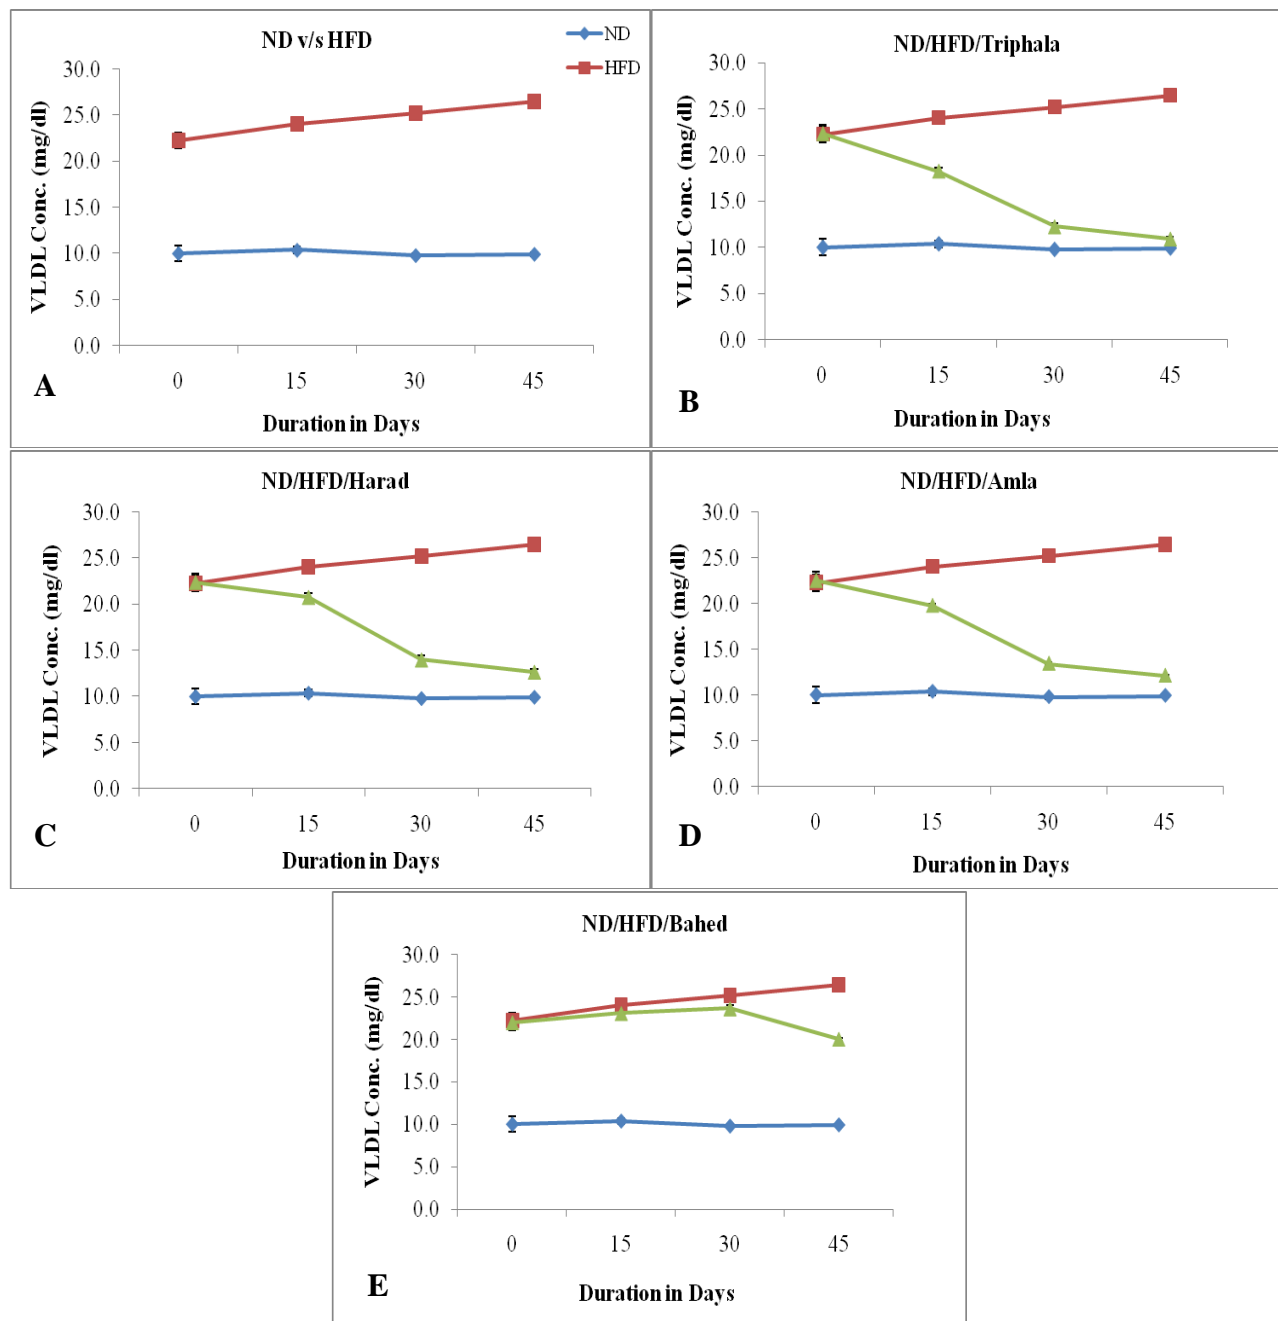 ND v/s HFD
ND
HFD
30.0
25.0
20.0
15.0
10.0
5.0
0.0
VLDL Conc. (mg/dl)
0 15 30 45
Duration in Days
A
ND/HFD/Triphala
30.0
25.0
20.0
15.0
10.0
5.0
0.0
VLDL Conc. (mg/dl)
0 15 30 45
Duration in Days
B
ND/HFD/Harad
30.0
25.0
20.0
15.0
10.0
5.0
0.0
VLDL Conc. (mg/dl)
0 15 30 45
Duration in Days
C
ND/HFD/Amla
30.0
25.0
20.0
15.0
10.0
5.0
0.0
VLDL Conc. (mg/dl)
0 15 30 45
Duration in Days
D
ND/HFD/Bahed
30.0
25.0
20.0
15.0
10.0
5.0
0.0
VLDL Conc. (mg/dl)
0 15 30 45
Duration in Days
E